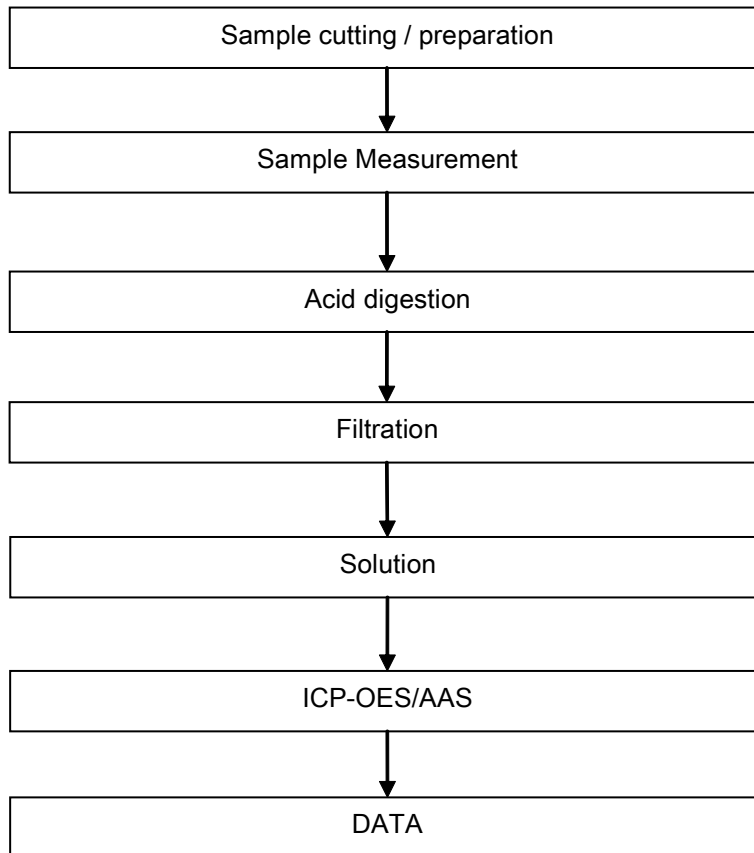 Sample cutting / preparation
Sample Measurement
Acid digestion
Filtration
Solution
ICP-OES/AAS
DATA